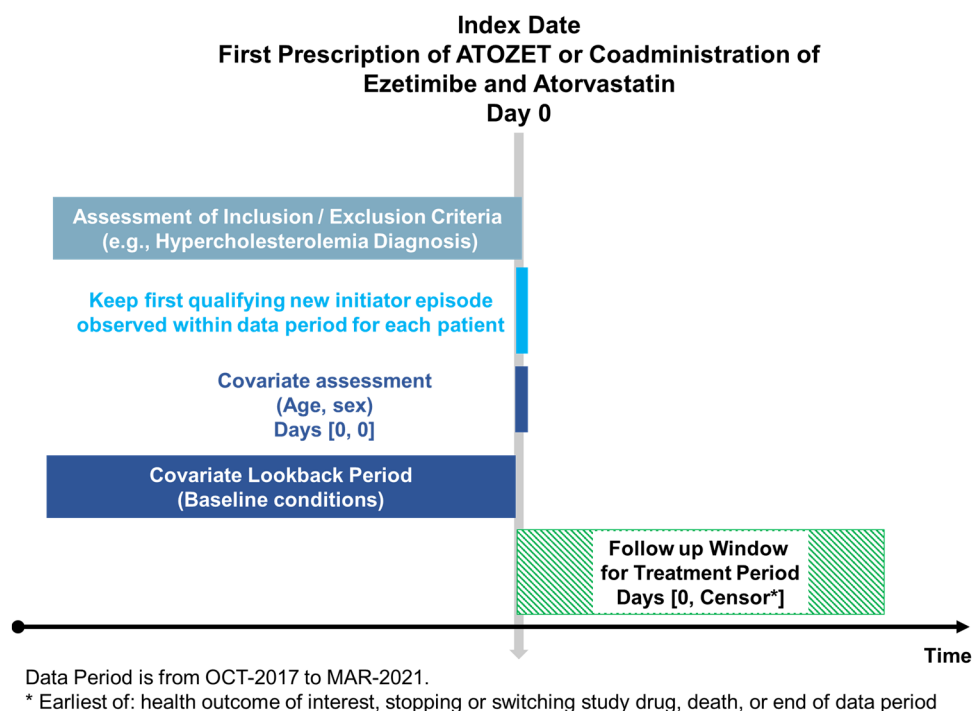 Index Date
First Prescription of ATOZET or Coadministration of
Ezetimibe and Atorvastatin
Day 0
Assessment of Inclusion / Exclusion Criteria
(e.g., Hypercholesterolemia Diagnosis)
Keep first qualifying new initiator episode
observed within data period for each patient
Covariate assessment
(Age, sex)
Days [0, 0]
Covariate Lookback Period
(Baseline conditions)
Follow up Window
for Treatment Period
Days [0, Censor*]
Time
Data Period is from OCT-2017 to MAR-2021.
* Earliest of: health outcome of interest, stopping or switching study drug, death, or end of data period